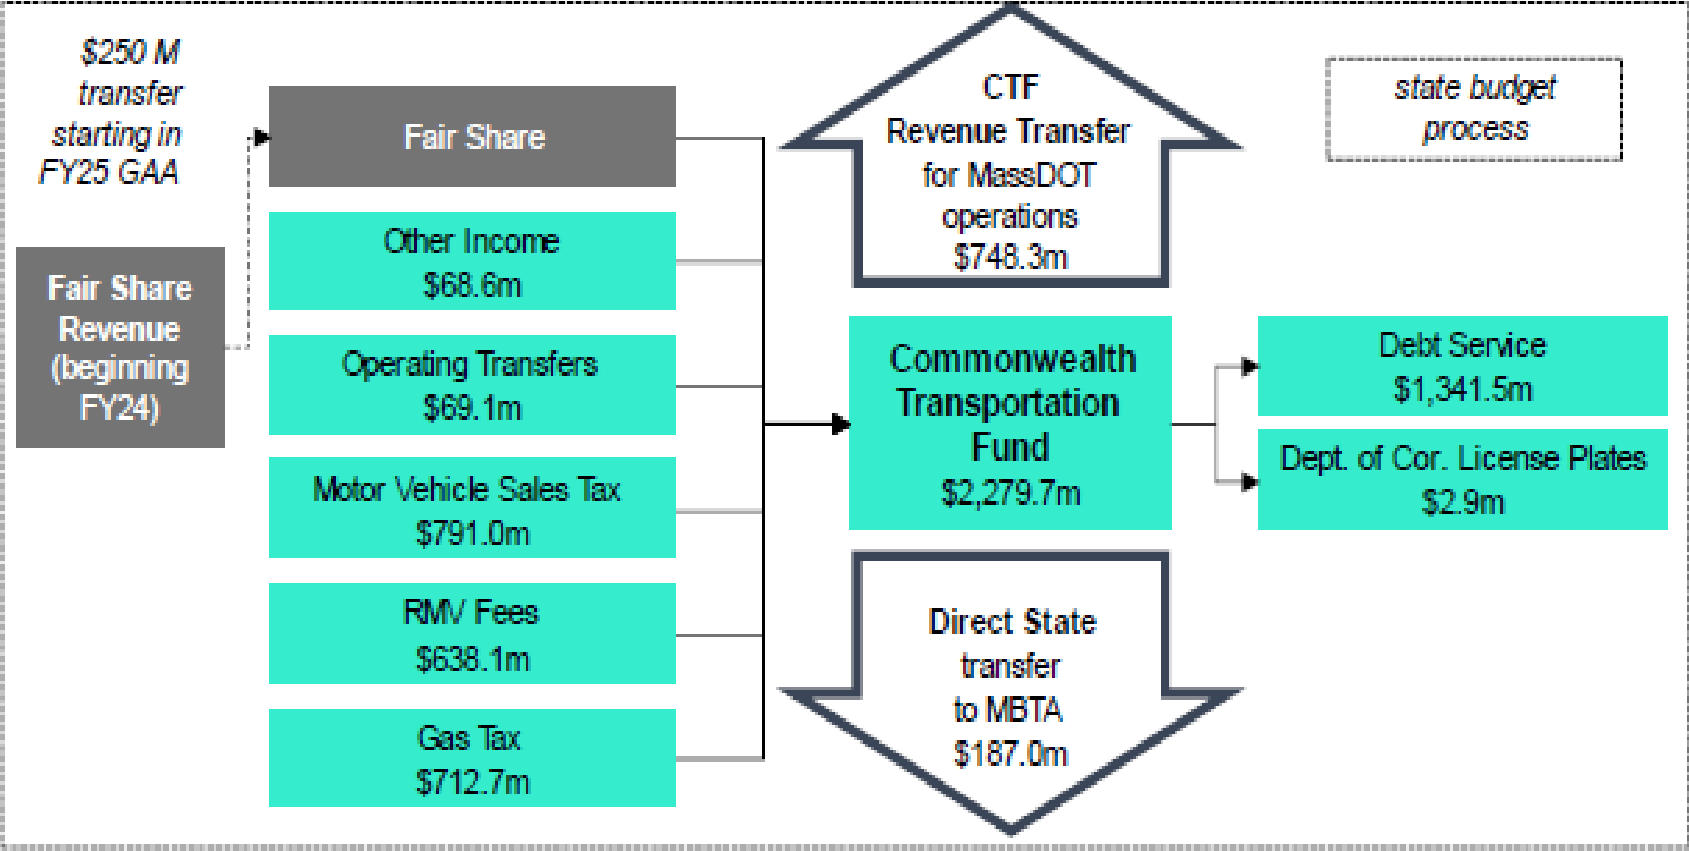 $250 M
transfer
starting in
FY25 GAA
Fair Share
Revenue
(beginning
FY24)
Fair Share
Other Income
$68.6m
Operating Transfers
$69.1m
Motor Vehicle Sales Tax
$791.0m
RMV Fees
$638.1m
Gas Tax
$712.7m
CTF
Revenue Transfer
for MassDOT
operations
$748.3m
Commonwealth
Transportation
Fund
$2,279.7m
Direct State
transfer
to MBTA
$187.0m
state budget
process
Debt Service
$1,341.5m
Dept. of Cor. License Plates
$2.9m